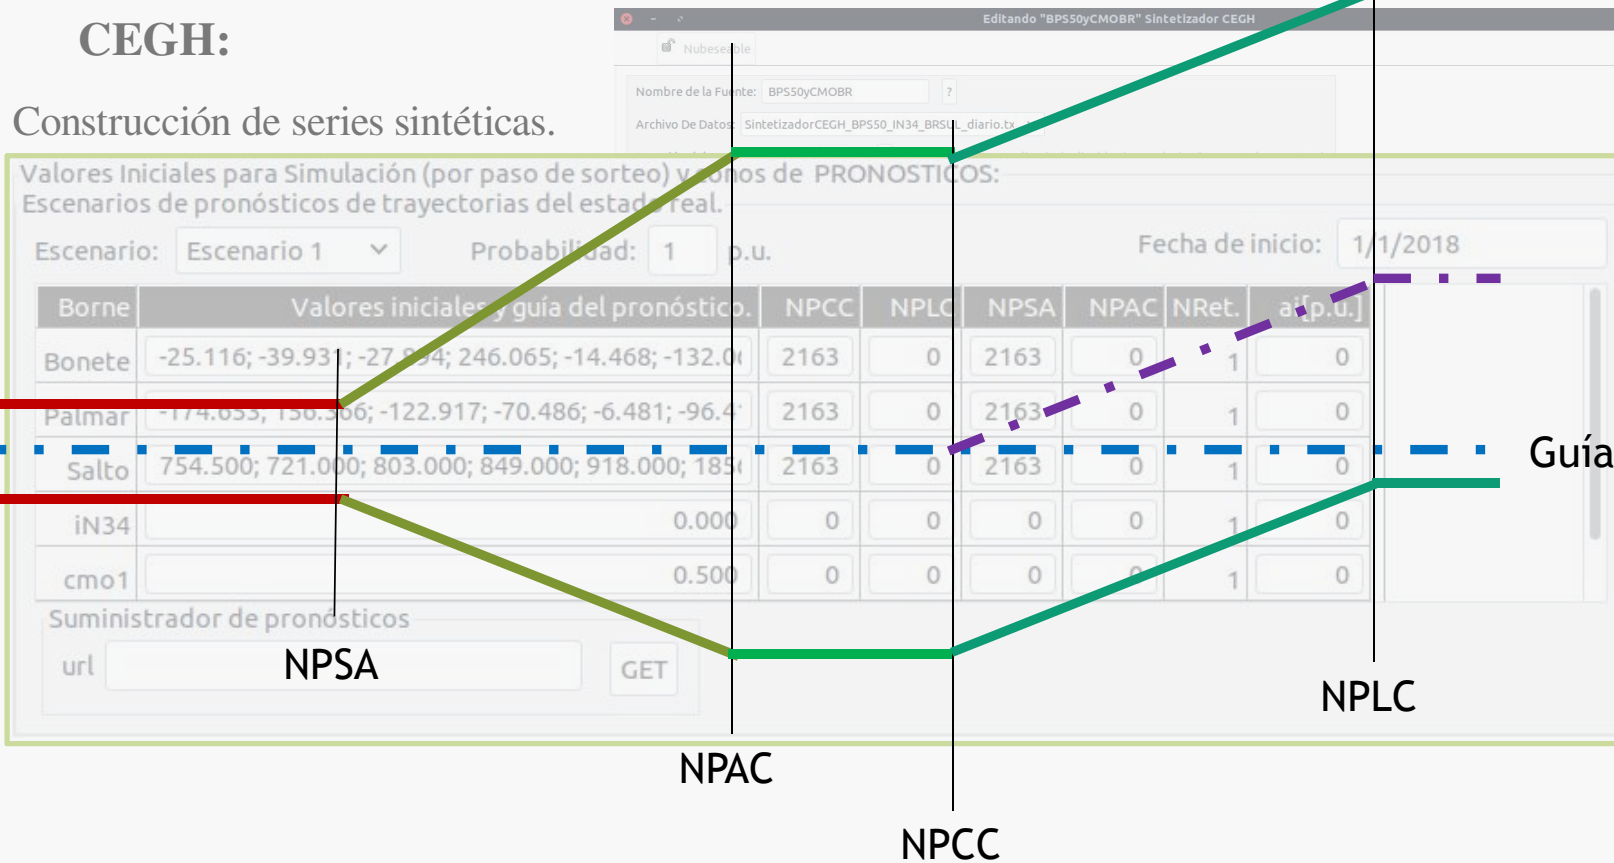 CEGH:
Editando "BPS50yCMOBR" Sintetizador CEGH
Nubeseable
Construcción de series sintéticas.
Nombre de la Fuente: BPS50yCMOBR ?
Archivo De Datos: SintetizadorCEGH_BPS50_IN34_BRSUL_diario.tx
Valores Iniciales para Simulación (por paso de sorteo) y conos de PRONOSTICOS:
Escenarios de pronósticos de trayectorias del estado real.
Escenario: Escenario 1 Probabilidad: 1 p.u. Fecha de inicio: 1/1/2018
Borne Valores iniciales y guía del pronóstico. NPCC NPLC NPSA NPAC NRet. ai[p.u.]
Bonete -25.116; -39.931; -27.894; 246.065; -14.468; -132.0 2163 0 2163 0 1 0
Palmar -174.653; 156.366; -122.917; -70.486; -6.481; -96.4 2163 0 2163 0 1 0
Salto 754.500; 721.000; 803.000; 849.000; 918.000; 185 2163 0 2163 0 1 0
Guía
iN34 0.000 0 0 0 0 1 0
cmo1 0.500 0 0 0 0 1 0
Suministrador de pronósticos
url GET
NPSA
NPLC
NPAC
NPCC